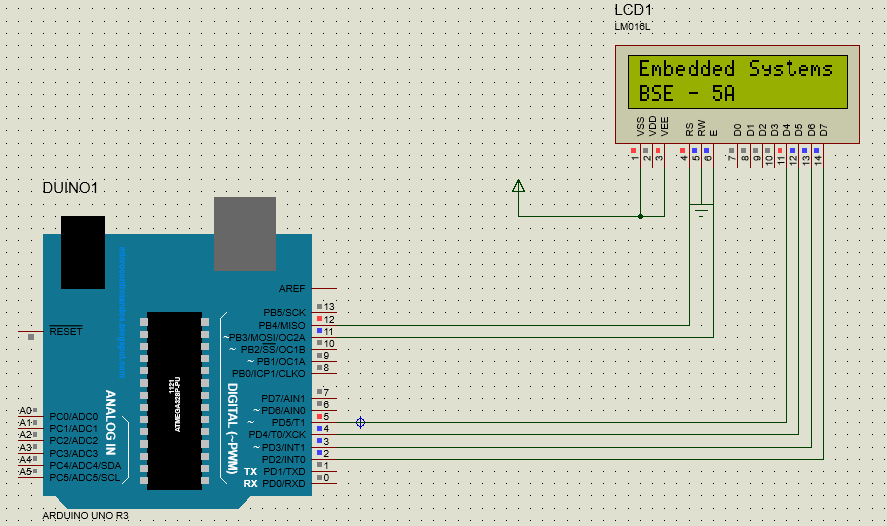 LCD1
LM016L
Embedded Systems
BSE - 5A
VSS
VDD
VEE
RS
RW
E
D0
D1
D2
D3
D4
D5
D6
D7
1
2
3
4
5
6
7
8
9
10
11
12
13
14
DUINO1
AREF
RESET
13
PB5/SCK
12
PB4/MISO
11
~PB3/MOSI/OC2A
10
~ PB2/SS/OC1B
9
~ PB1/OC1A
8
PB0/ICP1/CLKO
7
PD7/AIN1
6
~ PD6/AIN0
5
~ PD5/T1
4
PD4/T0/XCK
3
~ PD3/INT1
2
PD2/INT0
1
TX PD1/TXD
0
RX PD0/RXD
DIGITAL (~PWM)
1121
ATMEGA328P-PU
ANALOG IN
A0
PC0/ADC0
A1
PC1/ADC1
A2
PC2/ADC2
A3
PC3/ADC3
A4
PC4/ADC4/SDA
A5
PC5/ADC5/SCL
ARDUINO UNO R3